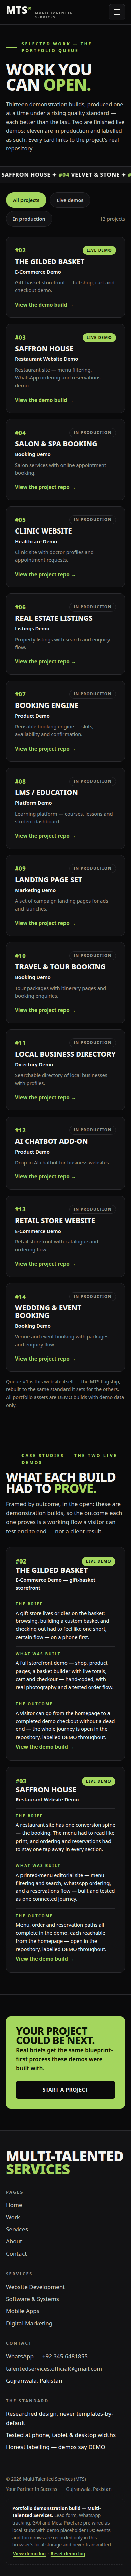 MTS®
MULTI-TALENTED
SERVICES
SELECTED WORK — THE
PORTFOLIO QUEUE
WORK YOU
CAN OPEN.
Thirteen demonstration builds, produced
at a sane pace — quality over quantity,
more than the last year. Two are live
demos; eleven are in production and labelled
as such. Every card links to the project's
repository.
SAFFRON HOUSE ✦ #04 VELVET & STONE ✦ #
All projects
Live demos
In production
13 projects
#02
LIVE DEMO
THE GILDED BASKET
E-Commerce Demo
Gift-basket storefront — full shop, cart and
checkout demos.
View the demo build →
#03
LIVE DEMO
SAFFRON HOUSE
Restaurant Website Demo
Restaurant site — menu filtering,
WhatsApp ordering and reservations
demo.
View the demo build →
#04
IN PRODUCTION
SALON & SPA BOOKING
Booking Demo
Salon services with online appointment
booking.
View the project repo →
#05
IN PRODUCTION
CLINIC WEBSITE
Healthcare Demo
Clinic site with doctor profiles and
appointment requests.
View the project repo →
#06
IN PRODUCTION
REAL ESTATE LISTINGS
Listings Demo
Property listings with search and enquiry
flow.
View the project repo →
#07
IN PRODUCTION
BOOKING ENGINE
Product Demo
Reusable booking engine — slots,
availability and confirmation.
View the project repo →
#08
IN PRODUCTION
LMS / EDUCATION
Platform Demo
Learning platform — courses, lessons and
student dashboard.
View the project repo →
#09
IN PRODUCTION
LANDING PAGE SET
Marketing Demo
A set of campaign landing pages for ads
and launches.
View the project repo →
#10
IN PRODUCTION
TRAVEL & TOUR BOOKING
Booking Demo
Tour packages with itinerary pages and
booking enquiries.
View the project repo →
#11
IN PRODUCTION
LOCAL BUSINESS DIRECTORY
Directory Demo
Searchable directory of local businesses
with profiles.
View the project repo →
#12
IN PRODUCTION
AI CHATBOT ADD-ON
Product Demo
Drop-in AI chatbot for business websites.
View the project repo →
#13
IN PRODUCTION
RETAIL STORE WEBSITE
E-Commerce Demo
Retail storefront with catalogue and
ordering flow.
View the project repo →
#14
IN PRODUCTION
WEDDING & EVENT
BOOKING
Booking Demo
Venue and event booking with packages
and enquiry flow.
View the project repo →
Queue #1 is this website itself — the MTS flagship,
rebuilt to the same standard it sets for the others.
All portfolio projects are DEMO builds with demo data
only.
CASE STUDIES — THE TWO LIVE
DEMOS
WHAT EACH BUILD
HAD TO PROVE.
Framed by outcome, in the open: these are
demonstration builds, so the outcome each
one proves is a working flow a visitor can
test end to end — not a client result.
#02
LIVE DEMO
THE GILDED BASKET
E-Commerce Demo — gift-basket
storefront
THE BRIEF
A gift store lives or dies on the basket:
browsing, building a custom basket and
checking out had to feel like one short,
certain flow — on a phone first.
WHAT WAS BUILT
A full storefront demo — shop, product
pages, a basket builder with live totals,
cart and checkout — hand-coded, with
real photography and a tested order flow.
THE OUTCOME
A visitor can go from the homepage to a
completed demo checkout without a dead
end — the whole journey is open in the
repository, labelled DEMO throughout.
View the demo build →
#03
LIVE DEMO
SAFFRON HOUSE
Restaurant Website Demo
THE BRIEF
A restaurant site has one conversion spine
— the booking. The menu had to read like
print, and orders and reservations had
to stay one tap away in every section.
WHAT WAS BUILT
A printed-menu editorial site — menu
filtering and search, WhatsApp ordering,
and a reservations flow — built and tested
as one connected journey.
THE OUTCOME
Menu, order and reservation paths all
complete in the demo, each reachable
from the homepage — open in the
repository, labelled DEMO throughout.
View the demo build →
YOUR PROJECT
COULD BE NEXT.
Real briefs get the same blueprint-
first process these demos were
built with.
START A PROJECT
MULTI-TALENTED
SERVICES
PAGES
Home
Work
Services
About
Contact
SERVICES
Website Development
Software & Systems
Mobile Apps
Digital Marketing
CONTACT
WhatsApp — +92 345 6481855
talentedservices.official@gmail.com
Gujranwala, Pakistan
THE STANDARD
Researched design, never templates-by-
default
Tested at phone, tablet & desktop widths
Honest labelling — demos say DEMO
© 2026 Multi-Talented Services (MTS)
Your Partner In Success
Gujranwala, Pakistan
Portfolio demonstration build — Multi-
Talented Services. Lead form, WhatsApp
tracking, GA4 and Meta Pixel are provided
as local stubs with demo placeholder IDs; events
and form rows are recorded only in this
browser's local storage and never transmitted.
View demo log
Reset demo log